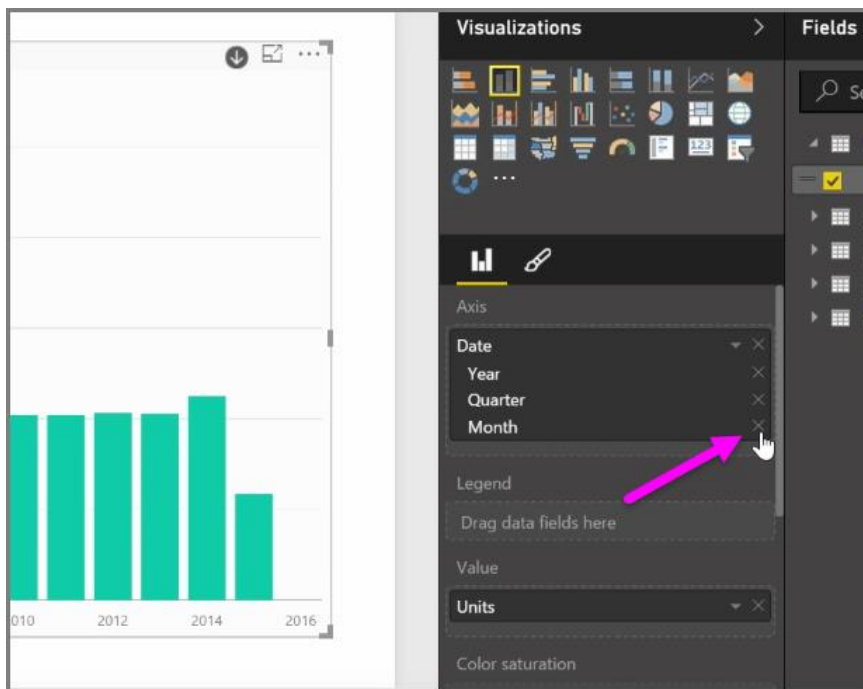 Visualizations
Fields
123
Axis
Date
Year
Quarter
Month
Legend
Drag data fields here
Value
Units
Color saturation
2012
2014
2016